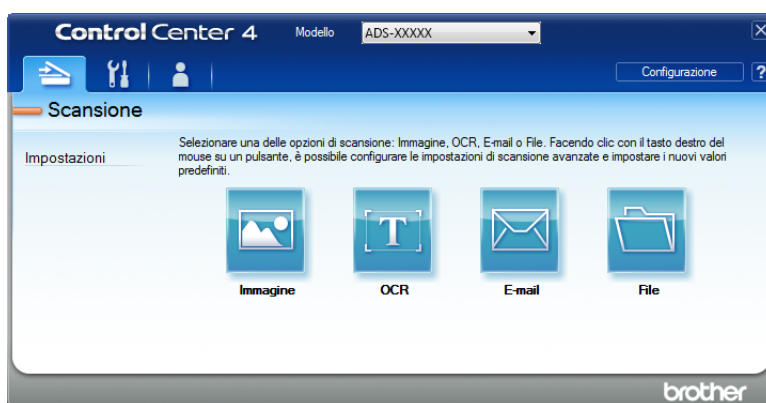 Control Center 4 Modello ADS-XXXXX
Configurazione ?
Scansione
Impostazioni
Selezionare una delle opzioni di scansione: Immagine, OCR, E-mail o File. Facendo clic con il tasto destro del
mouse su un pulsante, è possibile configurare le impostazioni di scansione avanzate e impostare i nuovi valori
predefiniti.
T
Immagine OCR E-mail File
brother